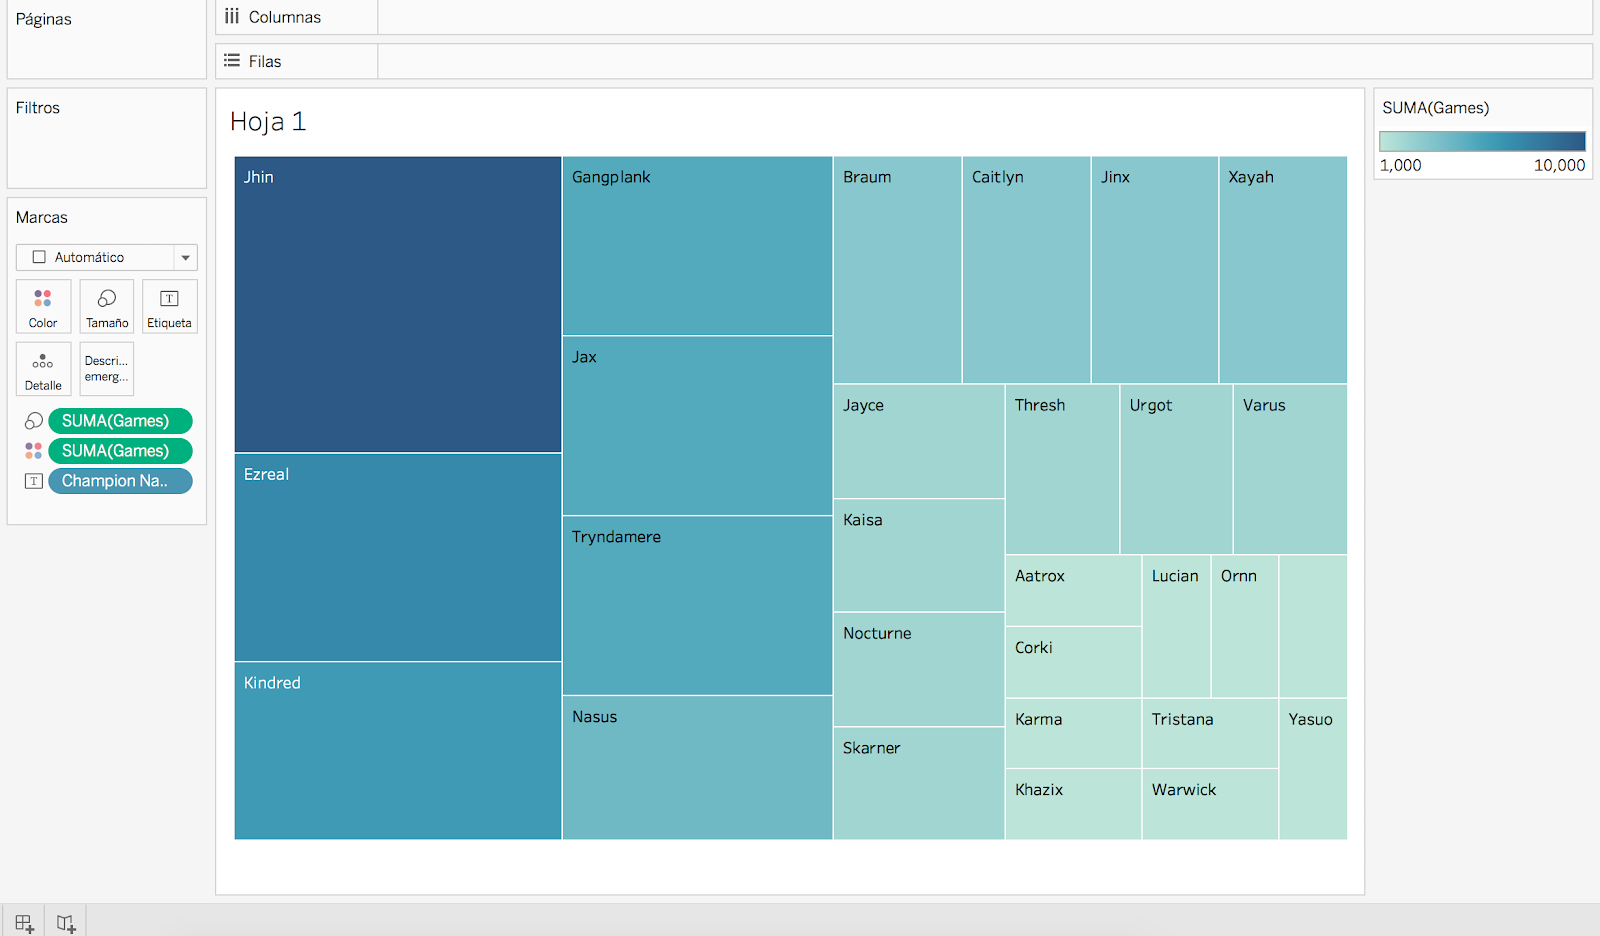 Páginas
Columnas
Filas
Filtros
Marcas
Automático
Color
Tamaño
Etiqueta
Detalle
Descri...
emerg...
SUMA(Games)
SUMA(Games)
T Champion Na..
Hoja 1
Jhin
Ezreal
Kindred
Gangplank
Jax
Tryndamere
Nasus
Braum
Caitlyn
Jinx
Xayah
Jayce
Kaisa
Nocturne
Skarner
Thresh
Urgot
Varus
Aatrox
Corki
Lucian
Ornn
Karma
Khazix
Tristana
Warwick
Yasuo
SUMA(Games)
1,000 10,000